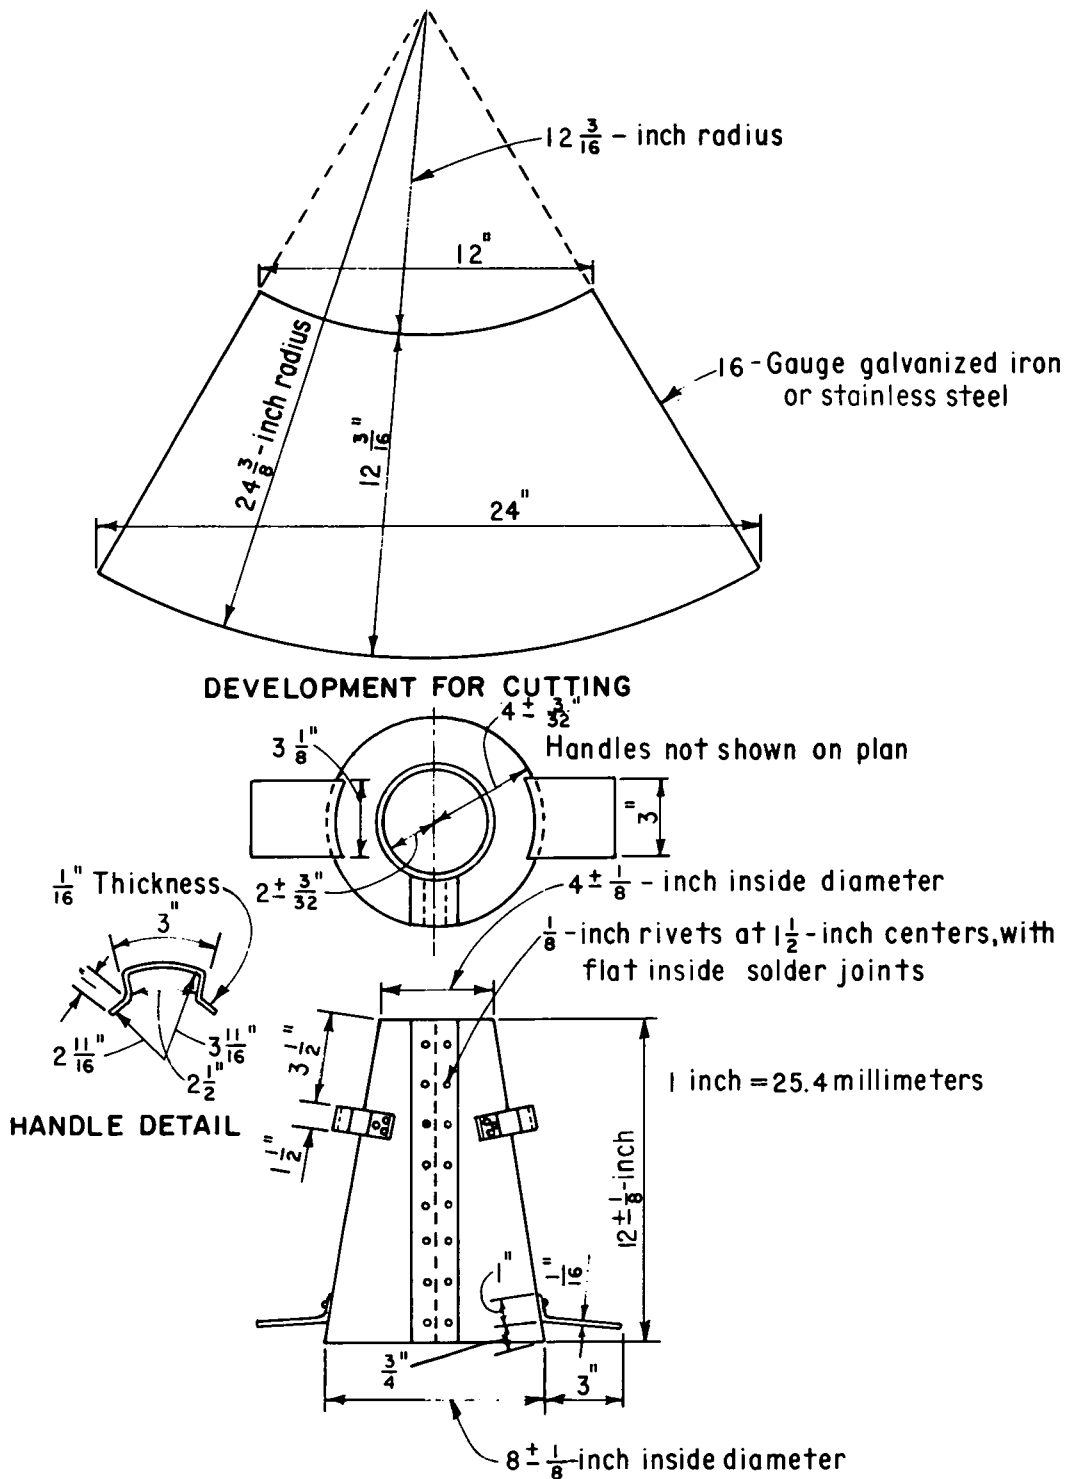 12 3/16 - inch radius
12"
16 - Gauge galvanized iron
or stainless steel
24 3/8 - inch radius
12 3/16"
24"
DEVELOPMENT FOR CUTTING
4 ± 3/32"
3 1/8"
Handles not shown on plan
3"
1/16" Thickness
2 ± 3/32"
4 ± 1/8 - inch inside diameter
3"
1/8 - inch rivets at 1 1/2 - inch centers, with
flat inside solder joints
1"
2 11/16"
3 11/16"
2 1/2"
3 1/2"
1 inch = 25.4 millimeters
HANDLE DETAIL
1 1/2"
12 ± 1/8 - inch
1"
1/16"
3/4"
3"
8 ± 1/8 - inch inside diameter